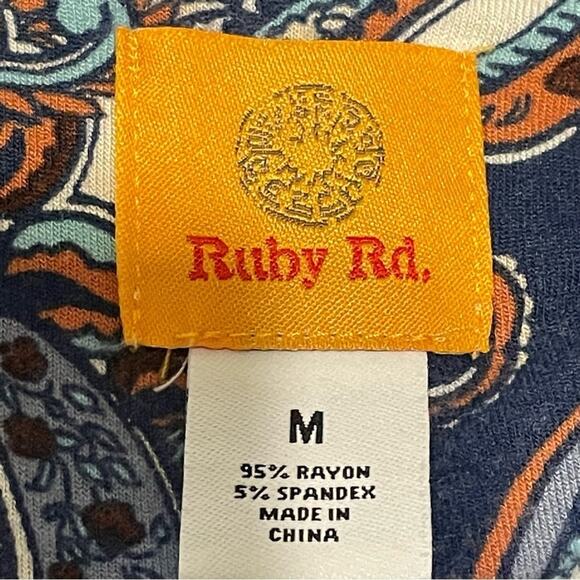 Ruby Rd.
M
95% RAYON
5% SPANDEX
MADE IN
CHINA